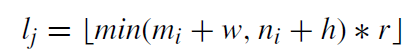 l_j = ⌊min(m_i + w, n_i + h) * r⌋